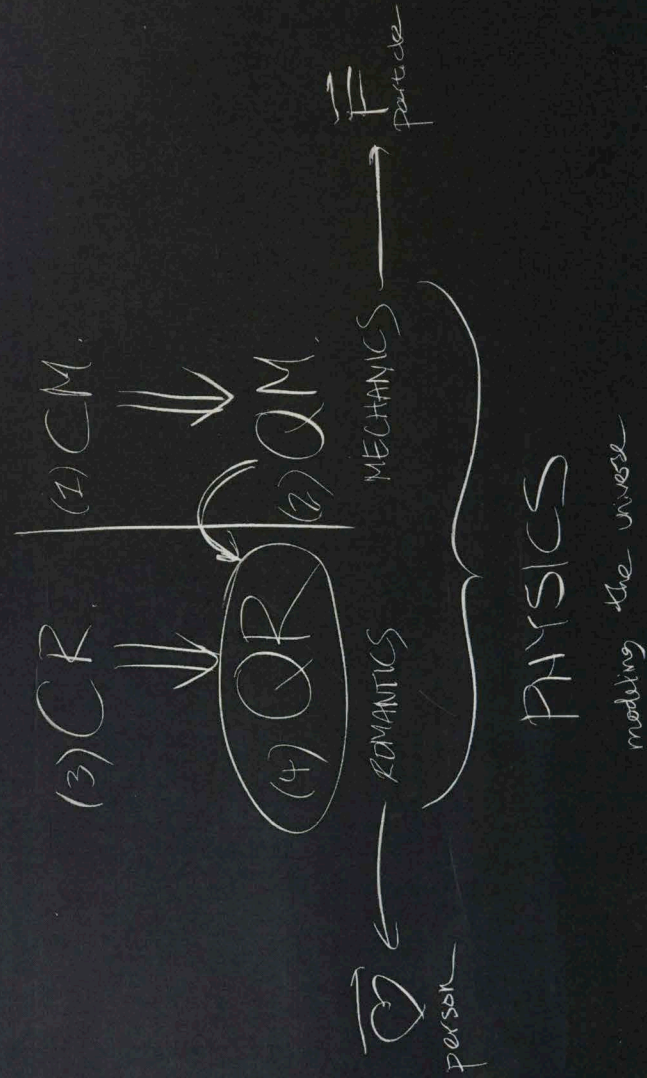 (3) CR. (1) CM.
(4) QR (2) QM.
ROMANTICS MECHANICS
♡ F
person particle
PHYSICS
modeling the universe